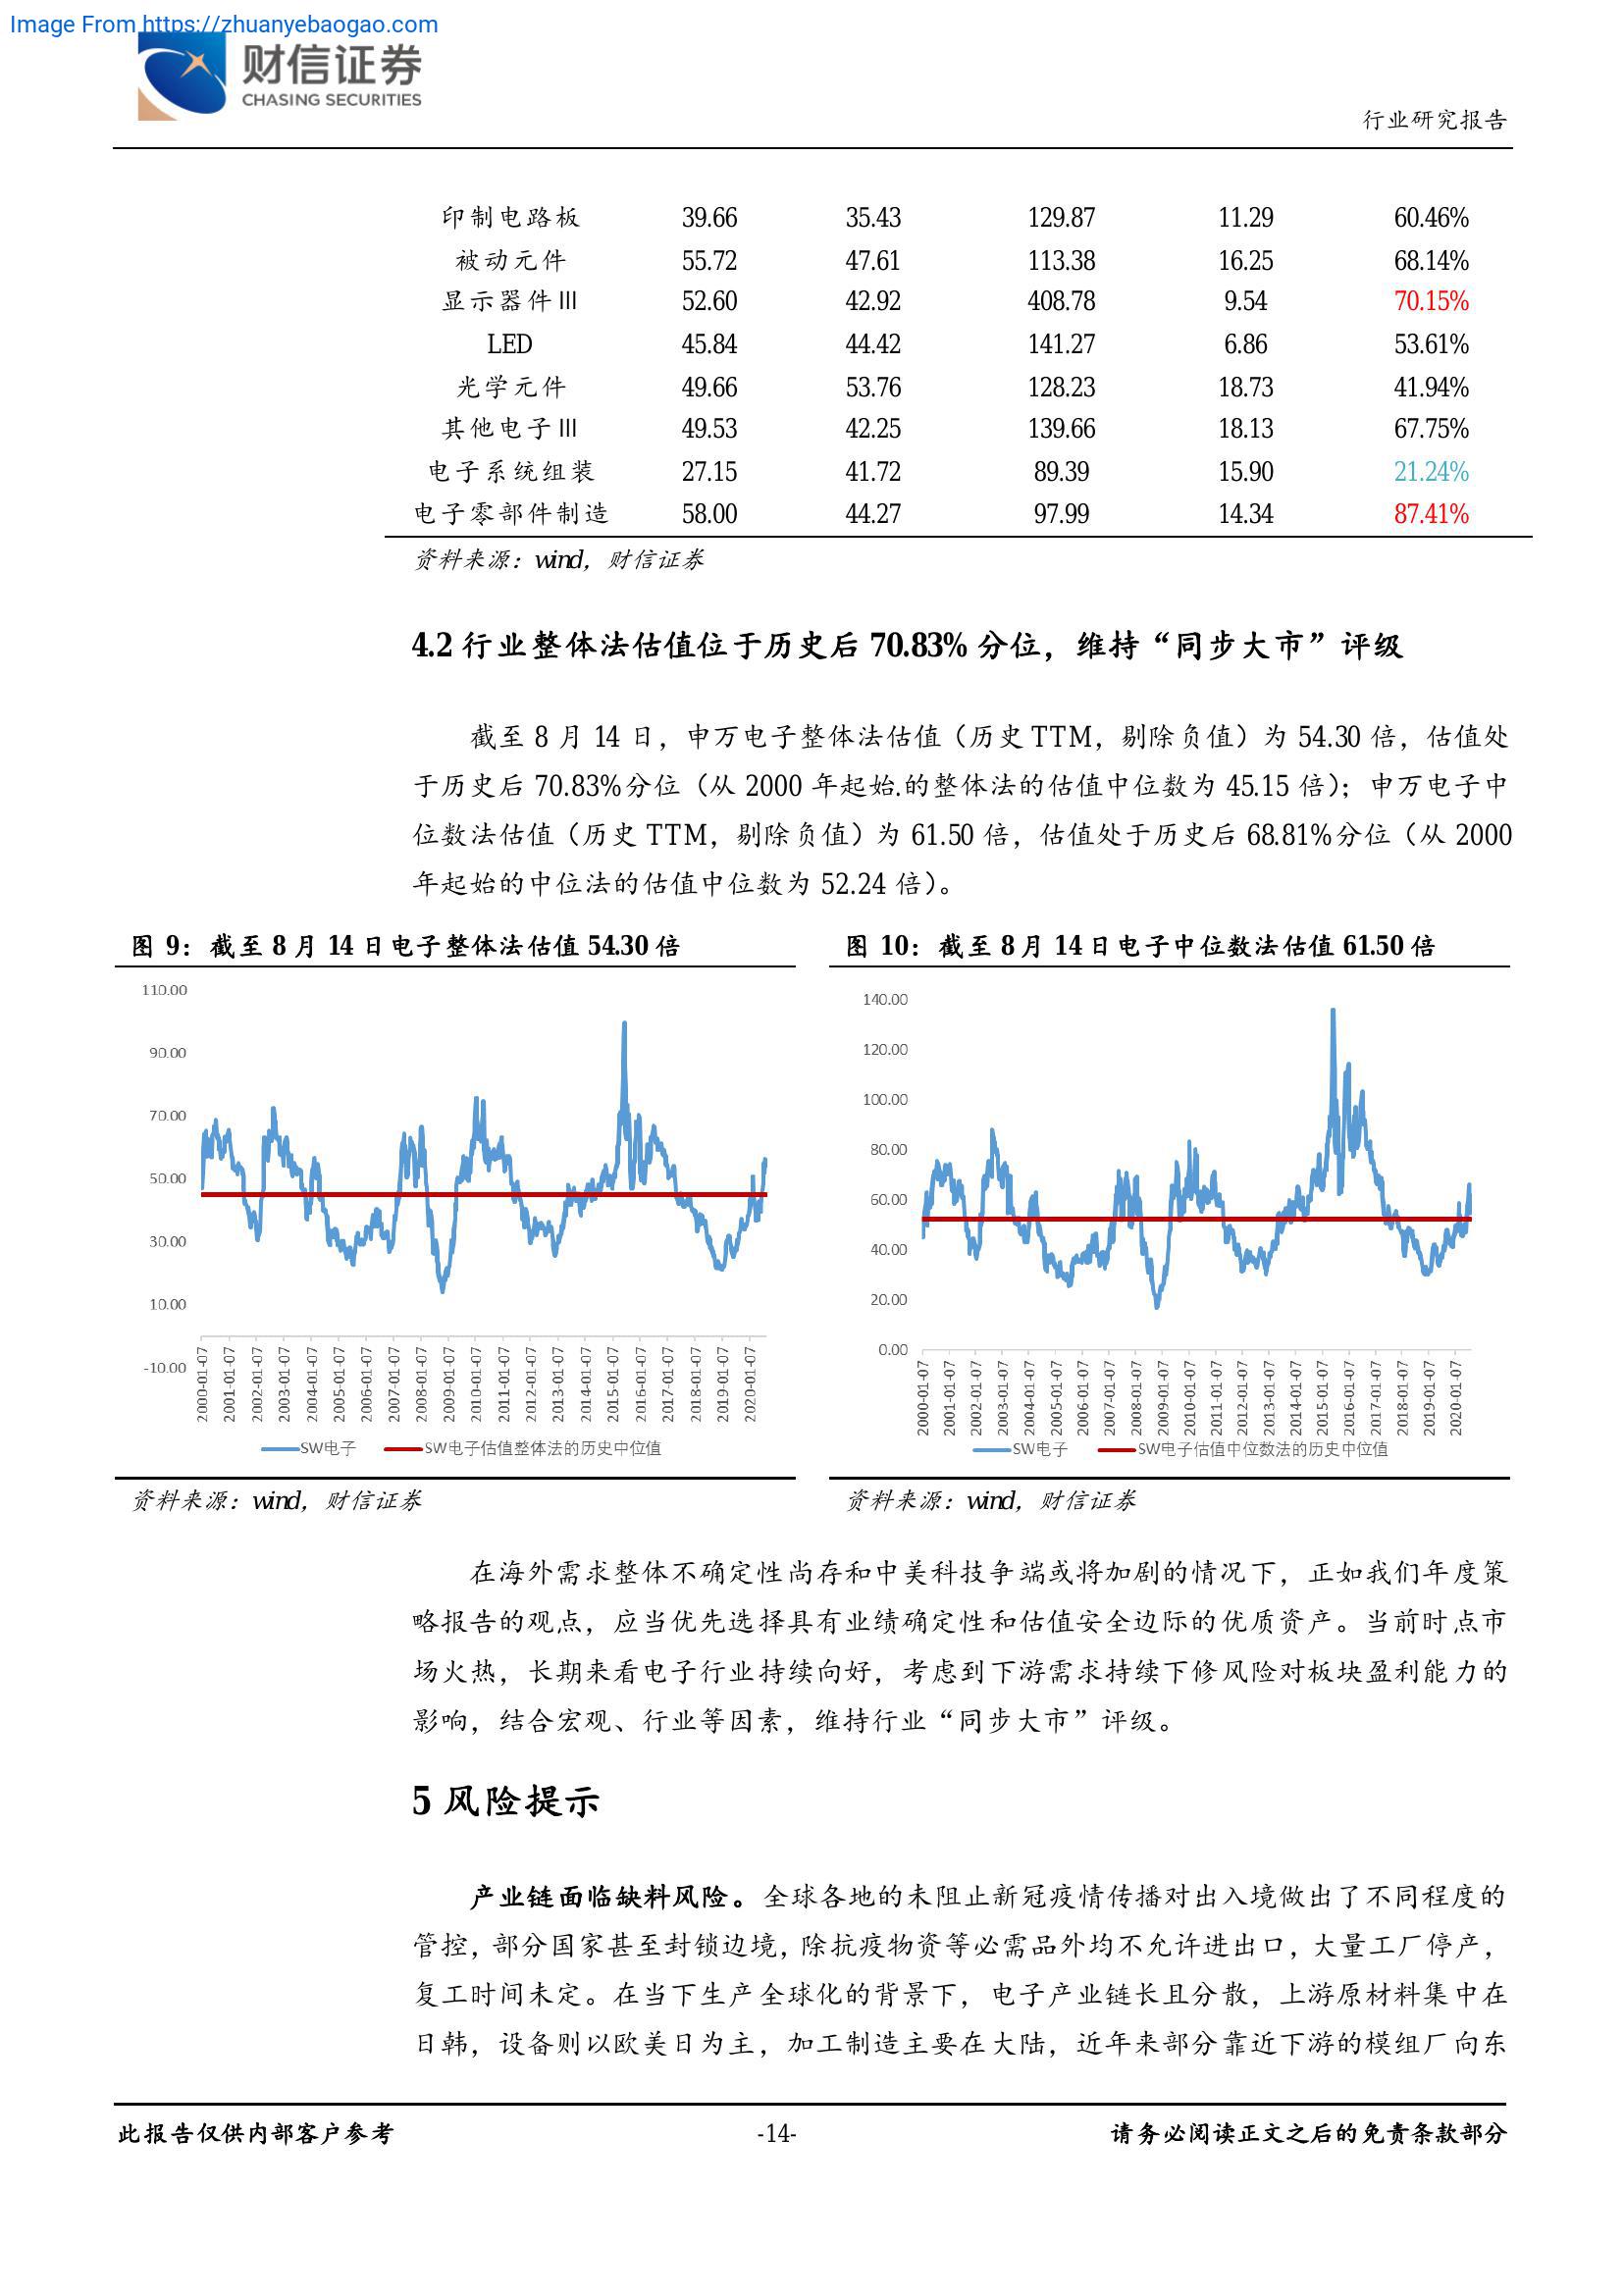 Image From https://zhuanyebaogao.com
财信证券
CHASING SECURITIES
行业研究报告
印制电路板 39.66 35.43 129.87 11.29 60.46%
被动元件 55.72 47.61 113.38 16.25 68.14%
显示器件Ⅲ 52.60 42.92 408.78 9.54 70.15%
LED 45.84 44.42 141.27 6.86 53.61%
光学元件 49.66 53.76 128.23 18.73 41.94%
其他电子Ⅲ 49.53 42.25 139.66 18.13 67.75%
电子系统组装 27.15 41.72 89.39 15.90 21.24%
电子零部件制造 58.00 44.27 97.99 14.34 87.41%
资料来源：wind，财信证券
4.2 行业整体法估值位于历史后 70.83% 分位，维持“同步大市”评级
截至 8 月 14 日，申万电子整体法估值（历史 TTM，剔除负值）为 54.30 倍，估值处
于历史后 70.83%分位（从 2000 年起始.的整体法的估值中位数为 45.15 倍）；申万电子中
位数法估值（历史 TTM，剔除负值）为 61.50 倍，估值处于历史后 68.81%分位（从 2000
年起始的中位法的估值中位数为 52.24 倍）。
图 9：截至 8 月 14 日电子整体法估值 54.30 倍
110.00
90.00
70.00
50.00
30.00
10.00
-10.00
2000-01-07 2001-01-07 2002-01-07 2003-01-07 2004-01-07 2005-01-07 2006-01-07 2007-01-07 2008-01-07 2009-01-07 2010-01-07 2011-01-07 2012-01-07 2013-01-07 2014-01-07 2015-01-07 2016-01-07 2017-01-07 2018-01-07 2019-01-07 2020-01-07
SW电子 SW电子估值整体法的历史中位值
资料来源：wind，财信证券
图 10：截至 8 月 14 日电子中位数法估值 61.50 倍
140.00
120.00
100.00
80.00
60.00
40.00
20.00
0.00
2000-01-07 2001-01-07 2002-01-07 2003-01-07 2004-01-07 2005-01-07 2006-01-07 2007-01-07 2008-01-07 2009-01-07 2010-01-07 2011-01-07 2012-01-07 2013-01-07 2014-01-07 2015-01-07 2016-01-07 2017-01-07 2018-01-07 2019-01-07 2020-01-07
SW电子 SW电子估值中位数法的历史中位值
资料来源：wind，财信证券
在海外需求整体不确定性尚存和中美科技争端或将加剧的情况下，正如我们年度策
略报告的观点，应当优先选择具有业绩确定性和估值安全边际的优质资产。当前时点市
场火热，长期来看电子行业持续向好，考虑到下游需求持续下修风险对板块盈利能力的
影响，结合宏观、行业等因素，维持行业“同步大市”评级。
5 风险提示
产业链面临缺料风险。全球各地的未阻止新冠疫情传播对出入境做出了不同程度的
管控，部分国家甚至封锁边境，除抗疫物资等必需品外均不允许进出口，大量工厂停产，
复工时间未定。在当下生产全球化的背景下，电子产业链长且分散，上游原材料集中在
日韩，设备则以欧美日为主，加工制造主要在大陆，近年来部分靠近下游的模组厂向东
此报告仅供内部客户参考 -14- 请务必阅读正文之后的免责条款部分